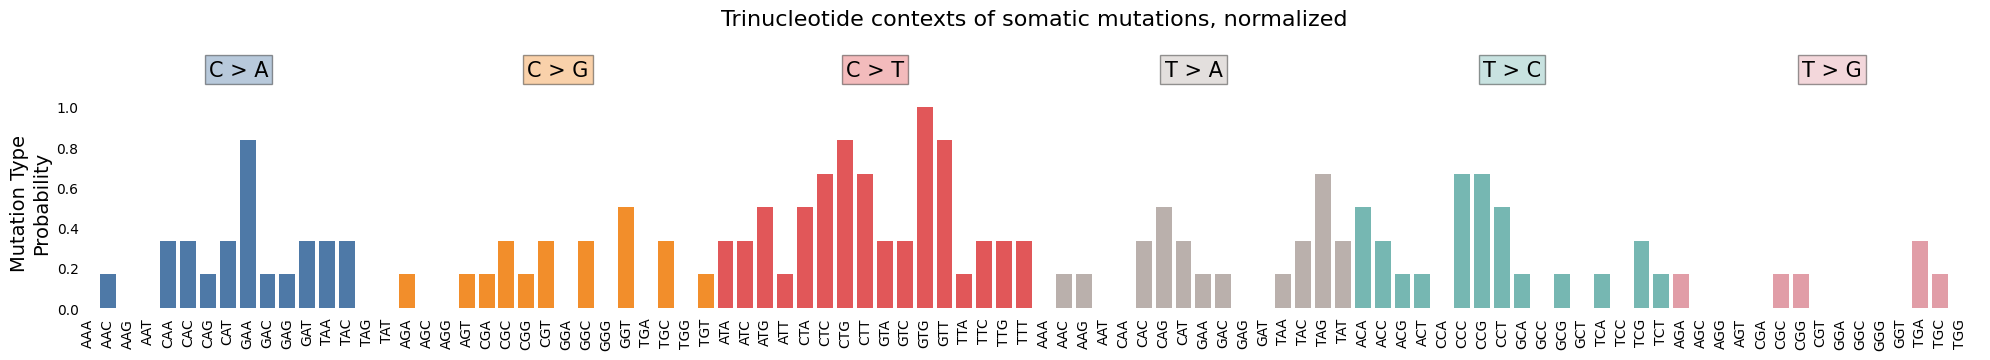 Trinucleotide contexts of somatic mutations, normalized
C > A C > G C > T T > A T > C T > G
Mutation Type
Probability
1.0
0.8
0.6
0.4
0.2
0.0
AAA AAC AAG AAT CAA CAC CAG CAT GAA GAC GAG GAT TAA TAC TAG TAT AGA AGC AGG AGT CGA CGC CGG CGT GGA GGC GGG GGT TGA TGC TGG TGT ATA ATC ATG ATT CTA CTC CTG CTT GTA GTC GTG GTT TTA TTC TTG TTT AAA AAC AAG AAT CAA CAC CAG CAT GAA GAC GAG GAT TAA TAC TAG TAT ACA ACC ACG ACT CCA CCC CCG CCT GCA GCC GCG GCT TCA TCC TCG TCT AGA AGC AGG AGT CGA CGC CGG CGT GGA GGC GGG GGT TGA TGC TGG